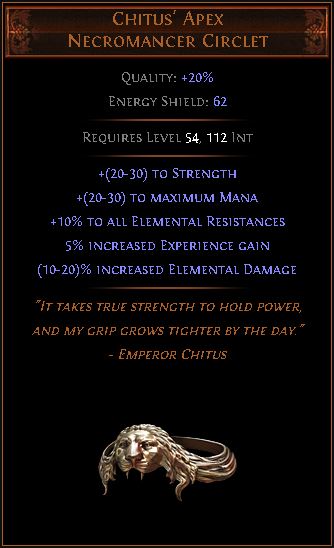 Chitus' Apex
Necromancer Circlet
Quality: +20%
Energy Shield: 62
Requires Level 54, 112 Int
+(20-30) to Strength
+(20-30) to maximum Mana
+10% to all Elemental Resistances
5% increased Experience gain
(10-20)% increased Elemental Damage
"It takes true strength to hold power,
and my grip grows tighter by the day."
- Emperor Chitus